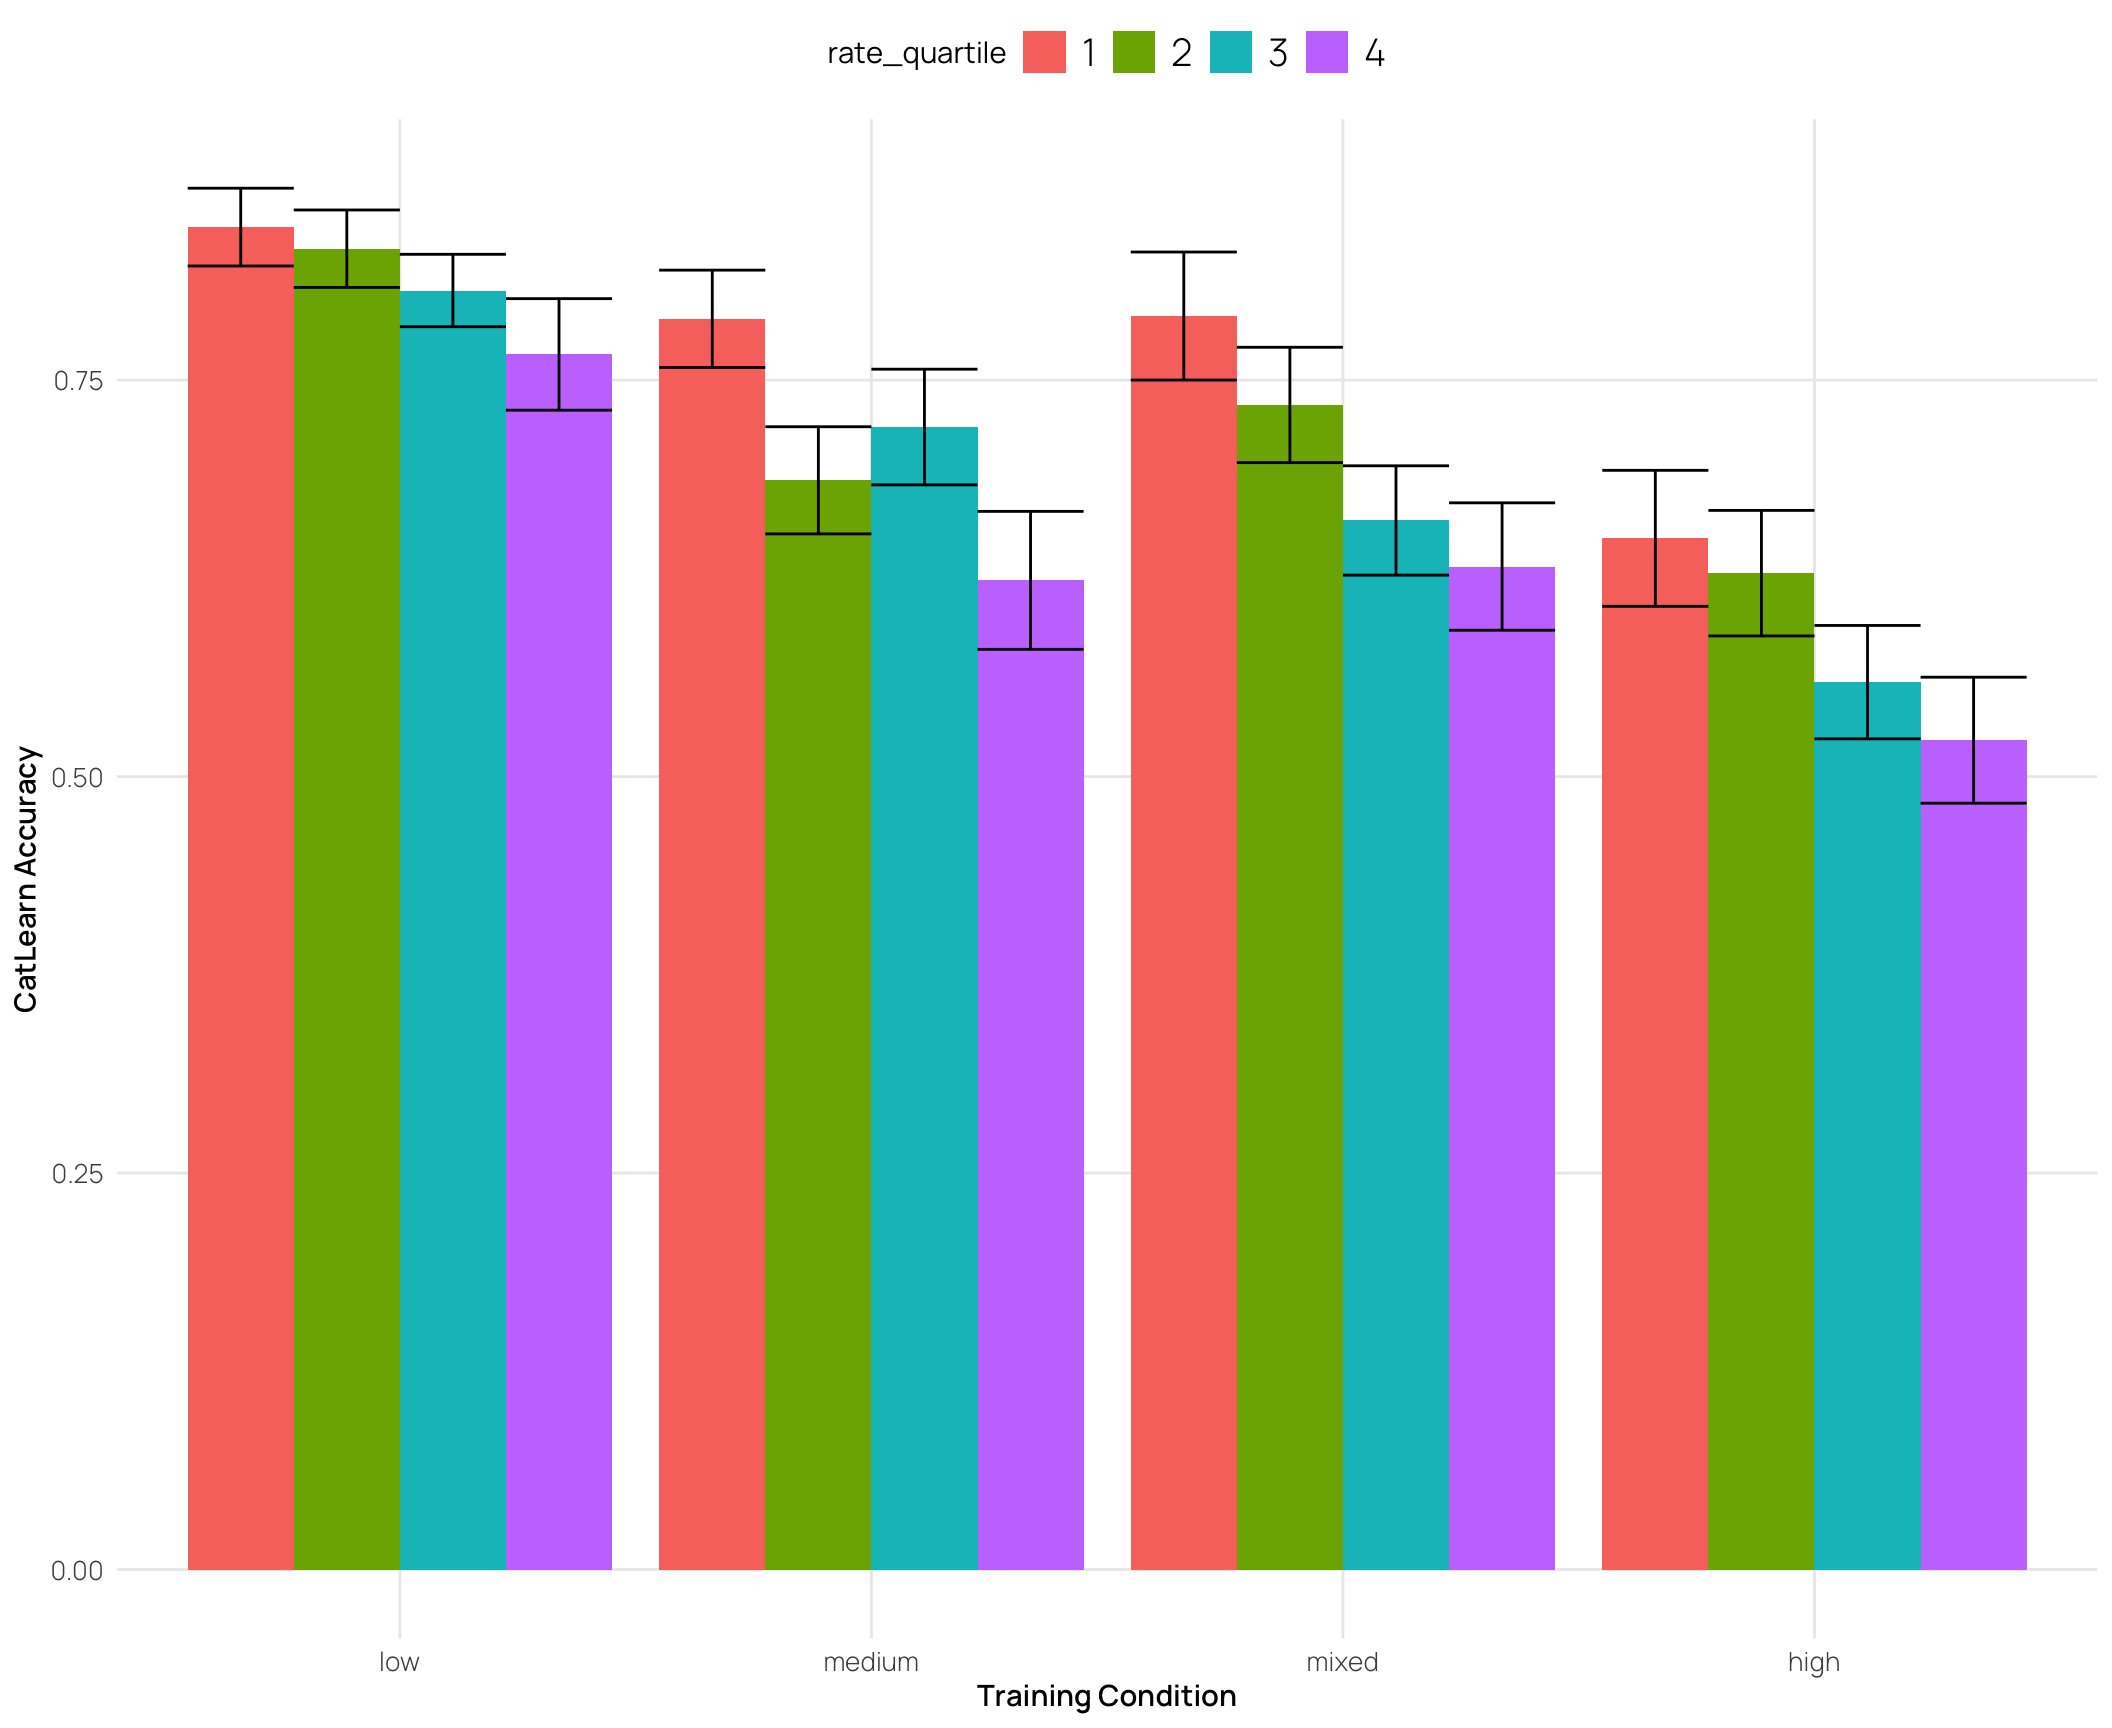 rate_quartile 1 2 3 4
CatLearn Accuracy
0.75
0.50
0.25
0.00
low medium mixed high
Training Condition